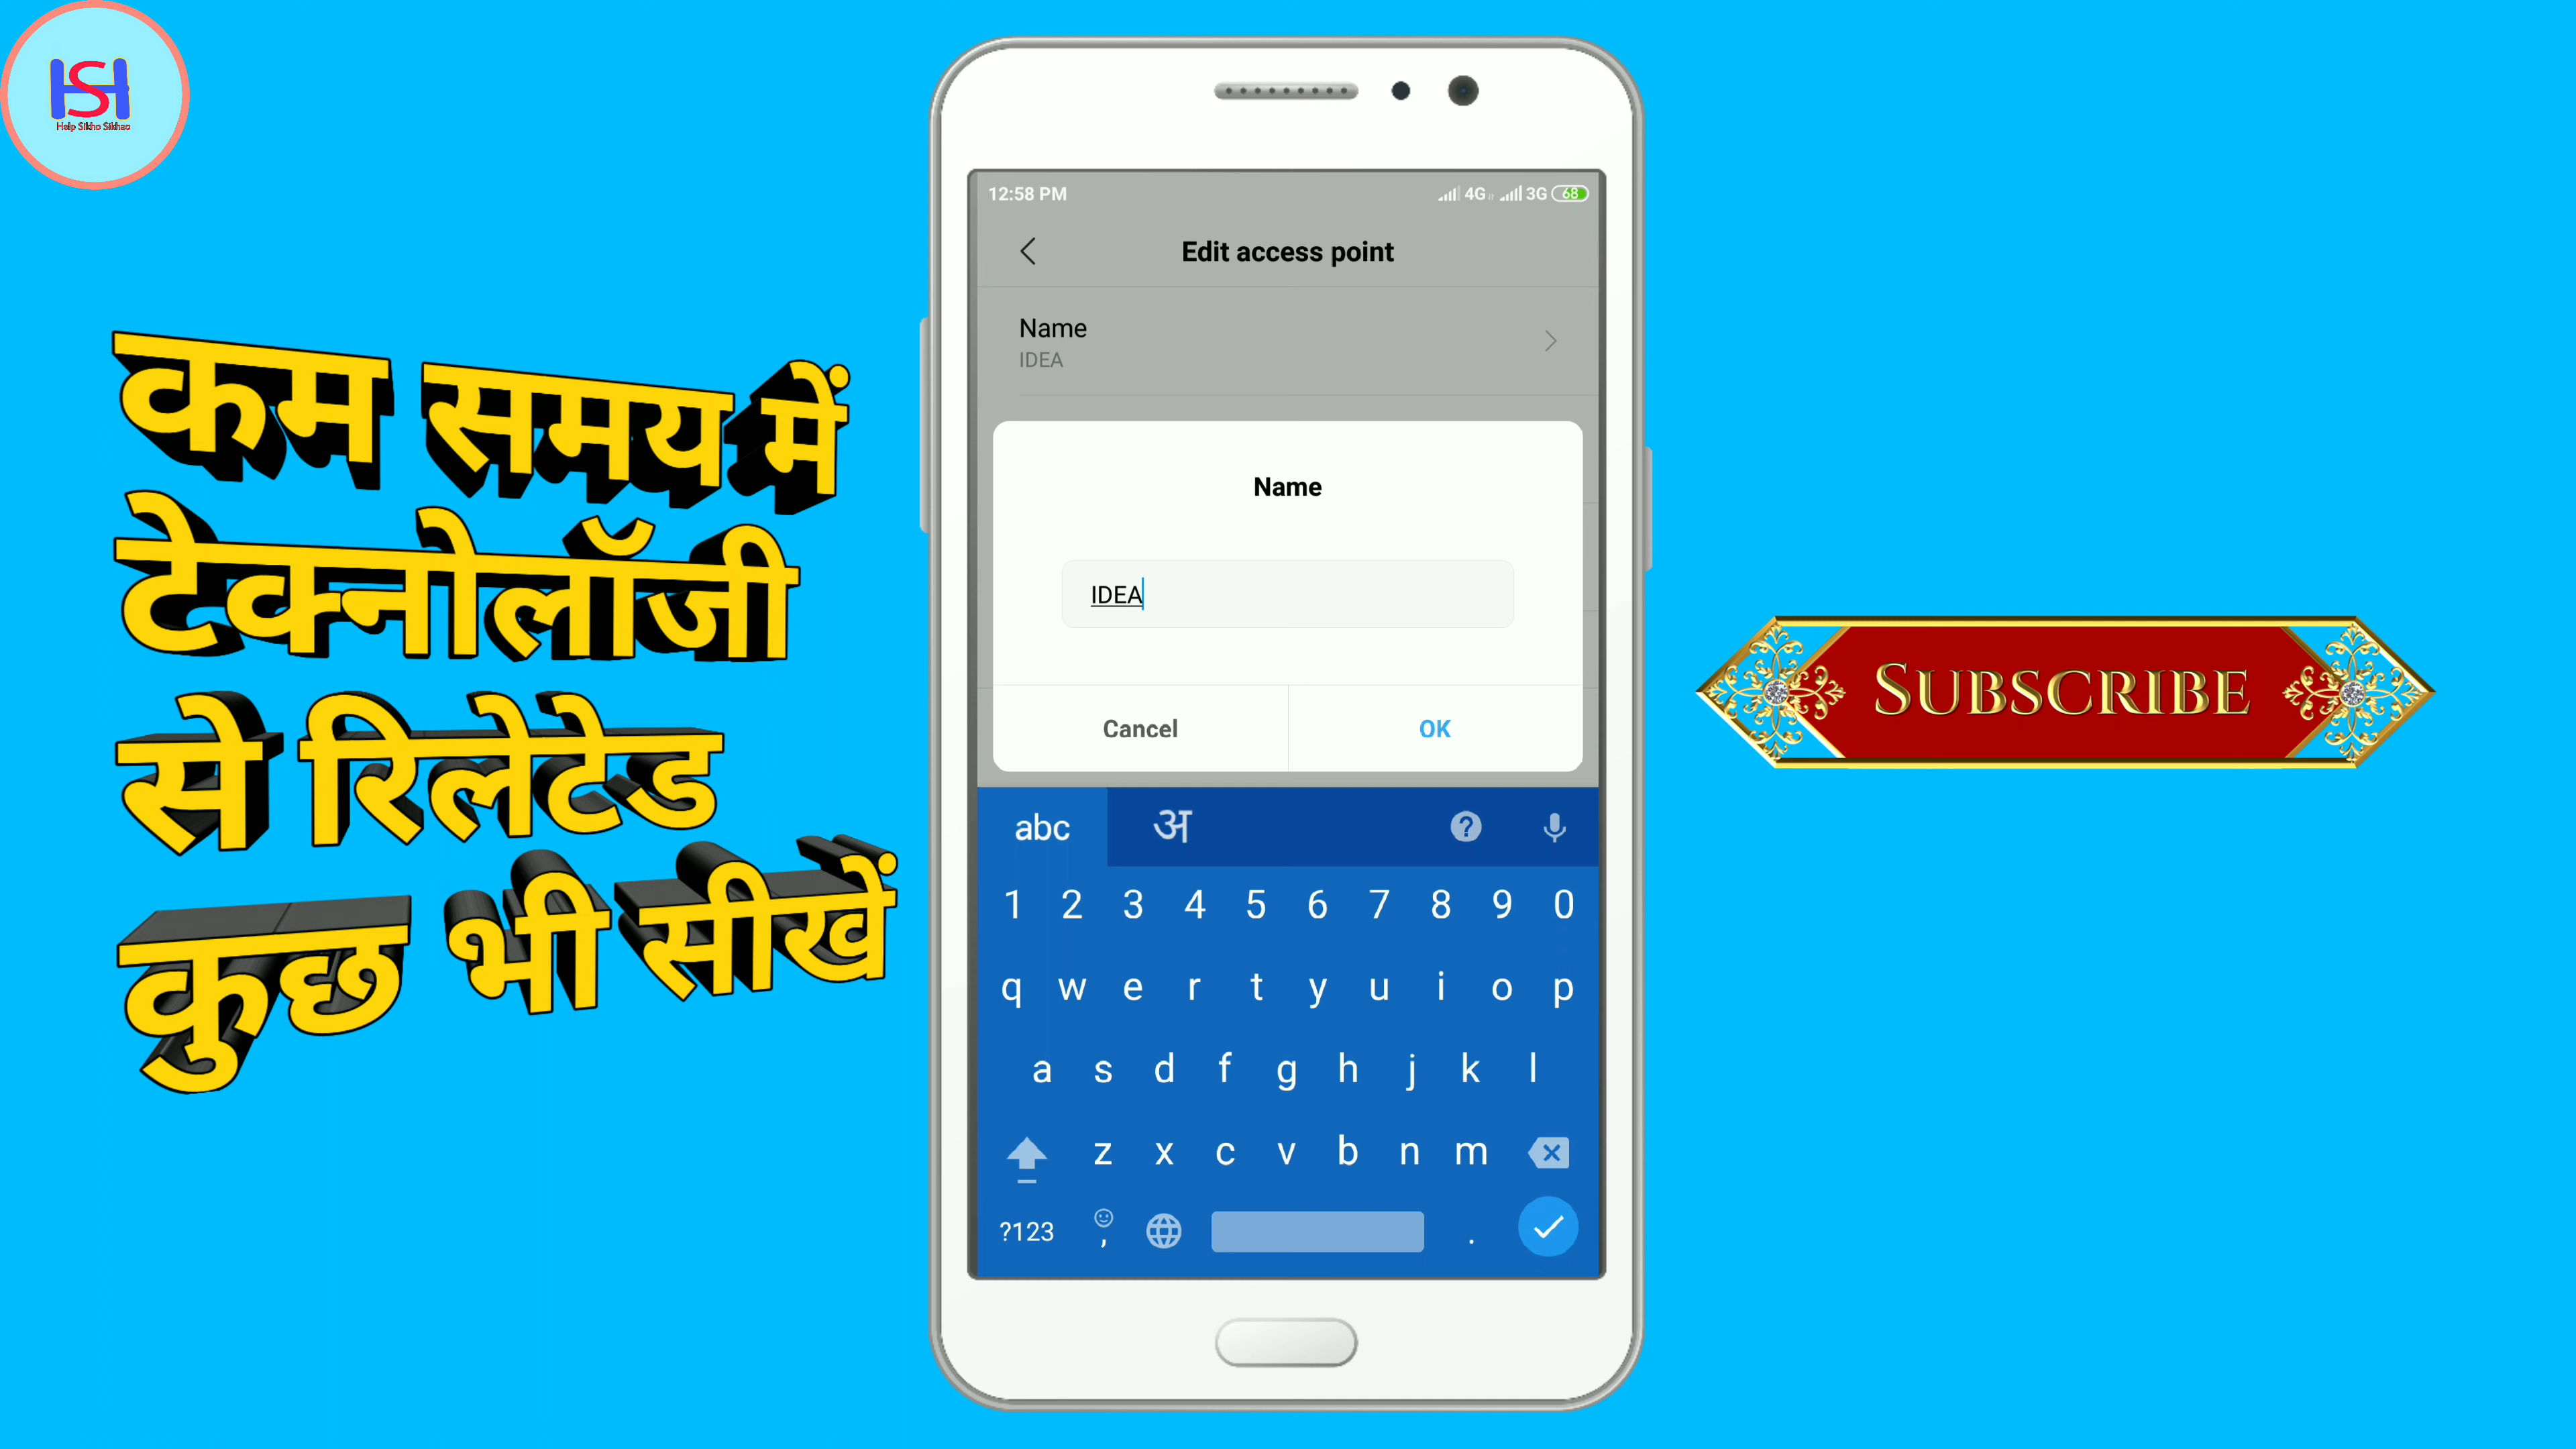 HSH
Help Sikho Sikhao
कम समय में
टेक्नोलॉजी
से रिलेटेड
कुछ भी सीखें
12:58 PM
4G 3G 68
Edit access point
Name
IDEA
Name
IDEA
Cancel OK
abc अ ?
1 2 3 4 5 6 7 8 9 0
q w e r t y u i o p
a s d f g h j k l
z x c v b n m
?123 , .
SUBSCRIBE